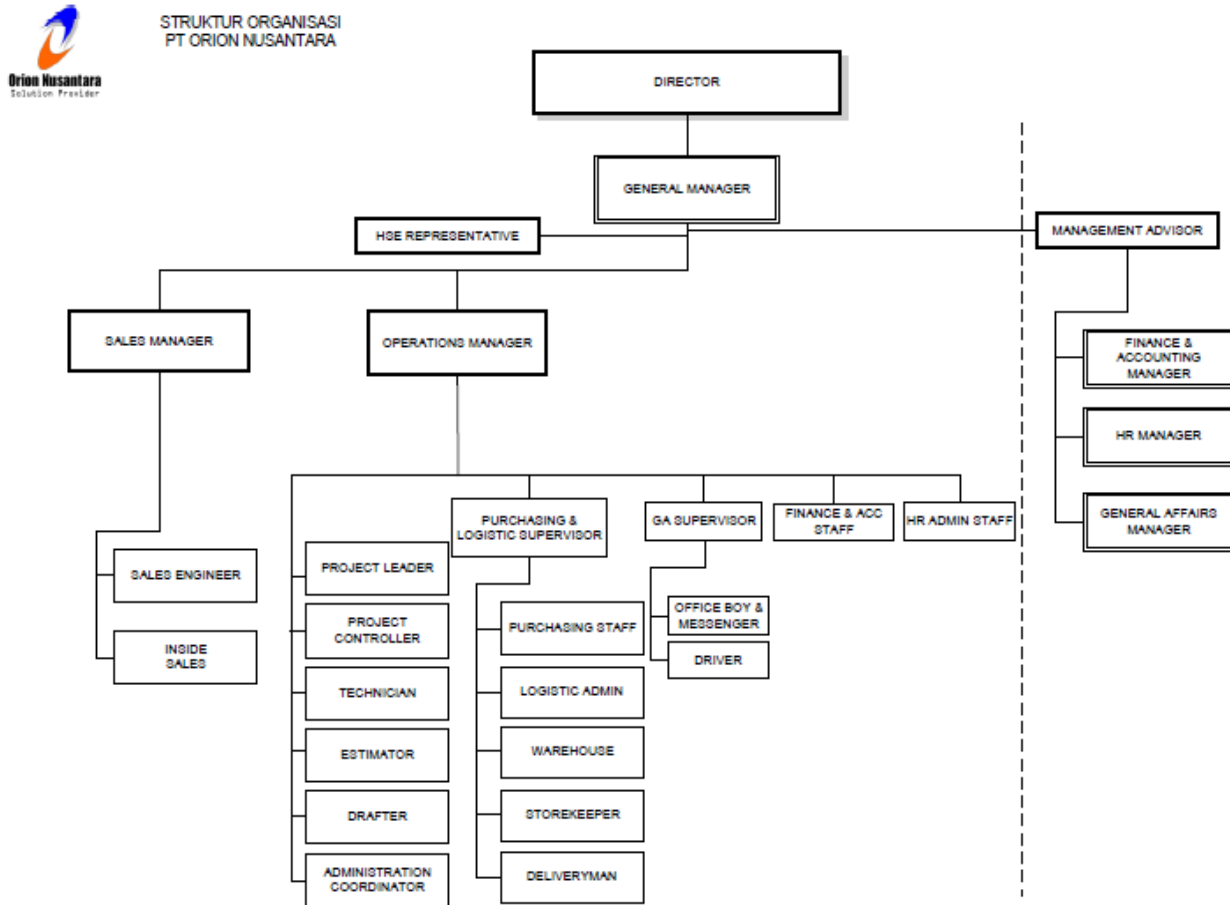 STRUKTUR ORGANISASI
PT ORION NUSANTARA
Orion Nusantara
Solution Provider
DIRECTOR
GENERAL MANAGER
HSE REPRESENTATIVE
MANAGEMENT ADVISOR
SALES MANAGER
OPERATIONS MANAGER
FINANCE &
ACCOUNTING
MANAGER
HR MANAGER
GENERAL AFFAIRS
MANAGER
SALES ENGINEER
INSIDE
SALES
PROJECT LEADER
PROJECT
CONTROLLER
TECHNICIAN
ESTIMATOR
DRAFTER
ADMINISTRATION
COORDINATOR
PURCHASING &
LOGISTIC SUPERVISOR
PURCHASING STAFF
LOGISTIC ADMIN
WAREHOUSE
STOREKEEPER
DELIVERYMAN
GA SUPERVISOR
OFFICE BOY &
MESSENGER
DRIVER
FINANCE & ACC
STAFF
HR ADMIN STAFF